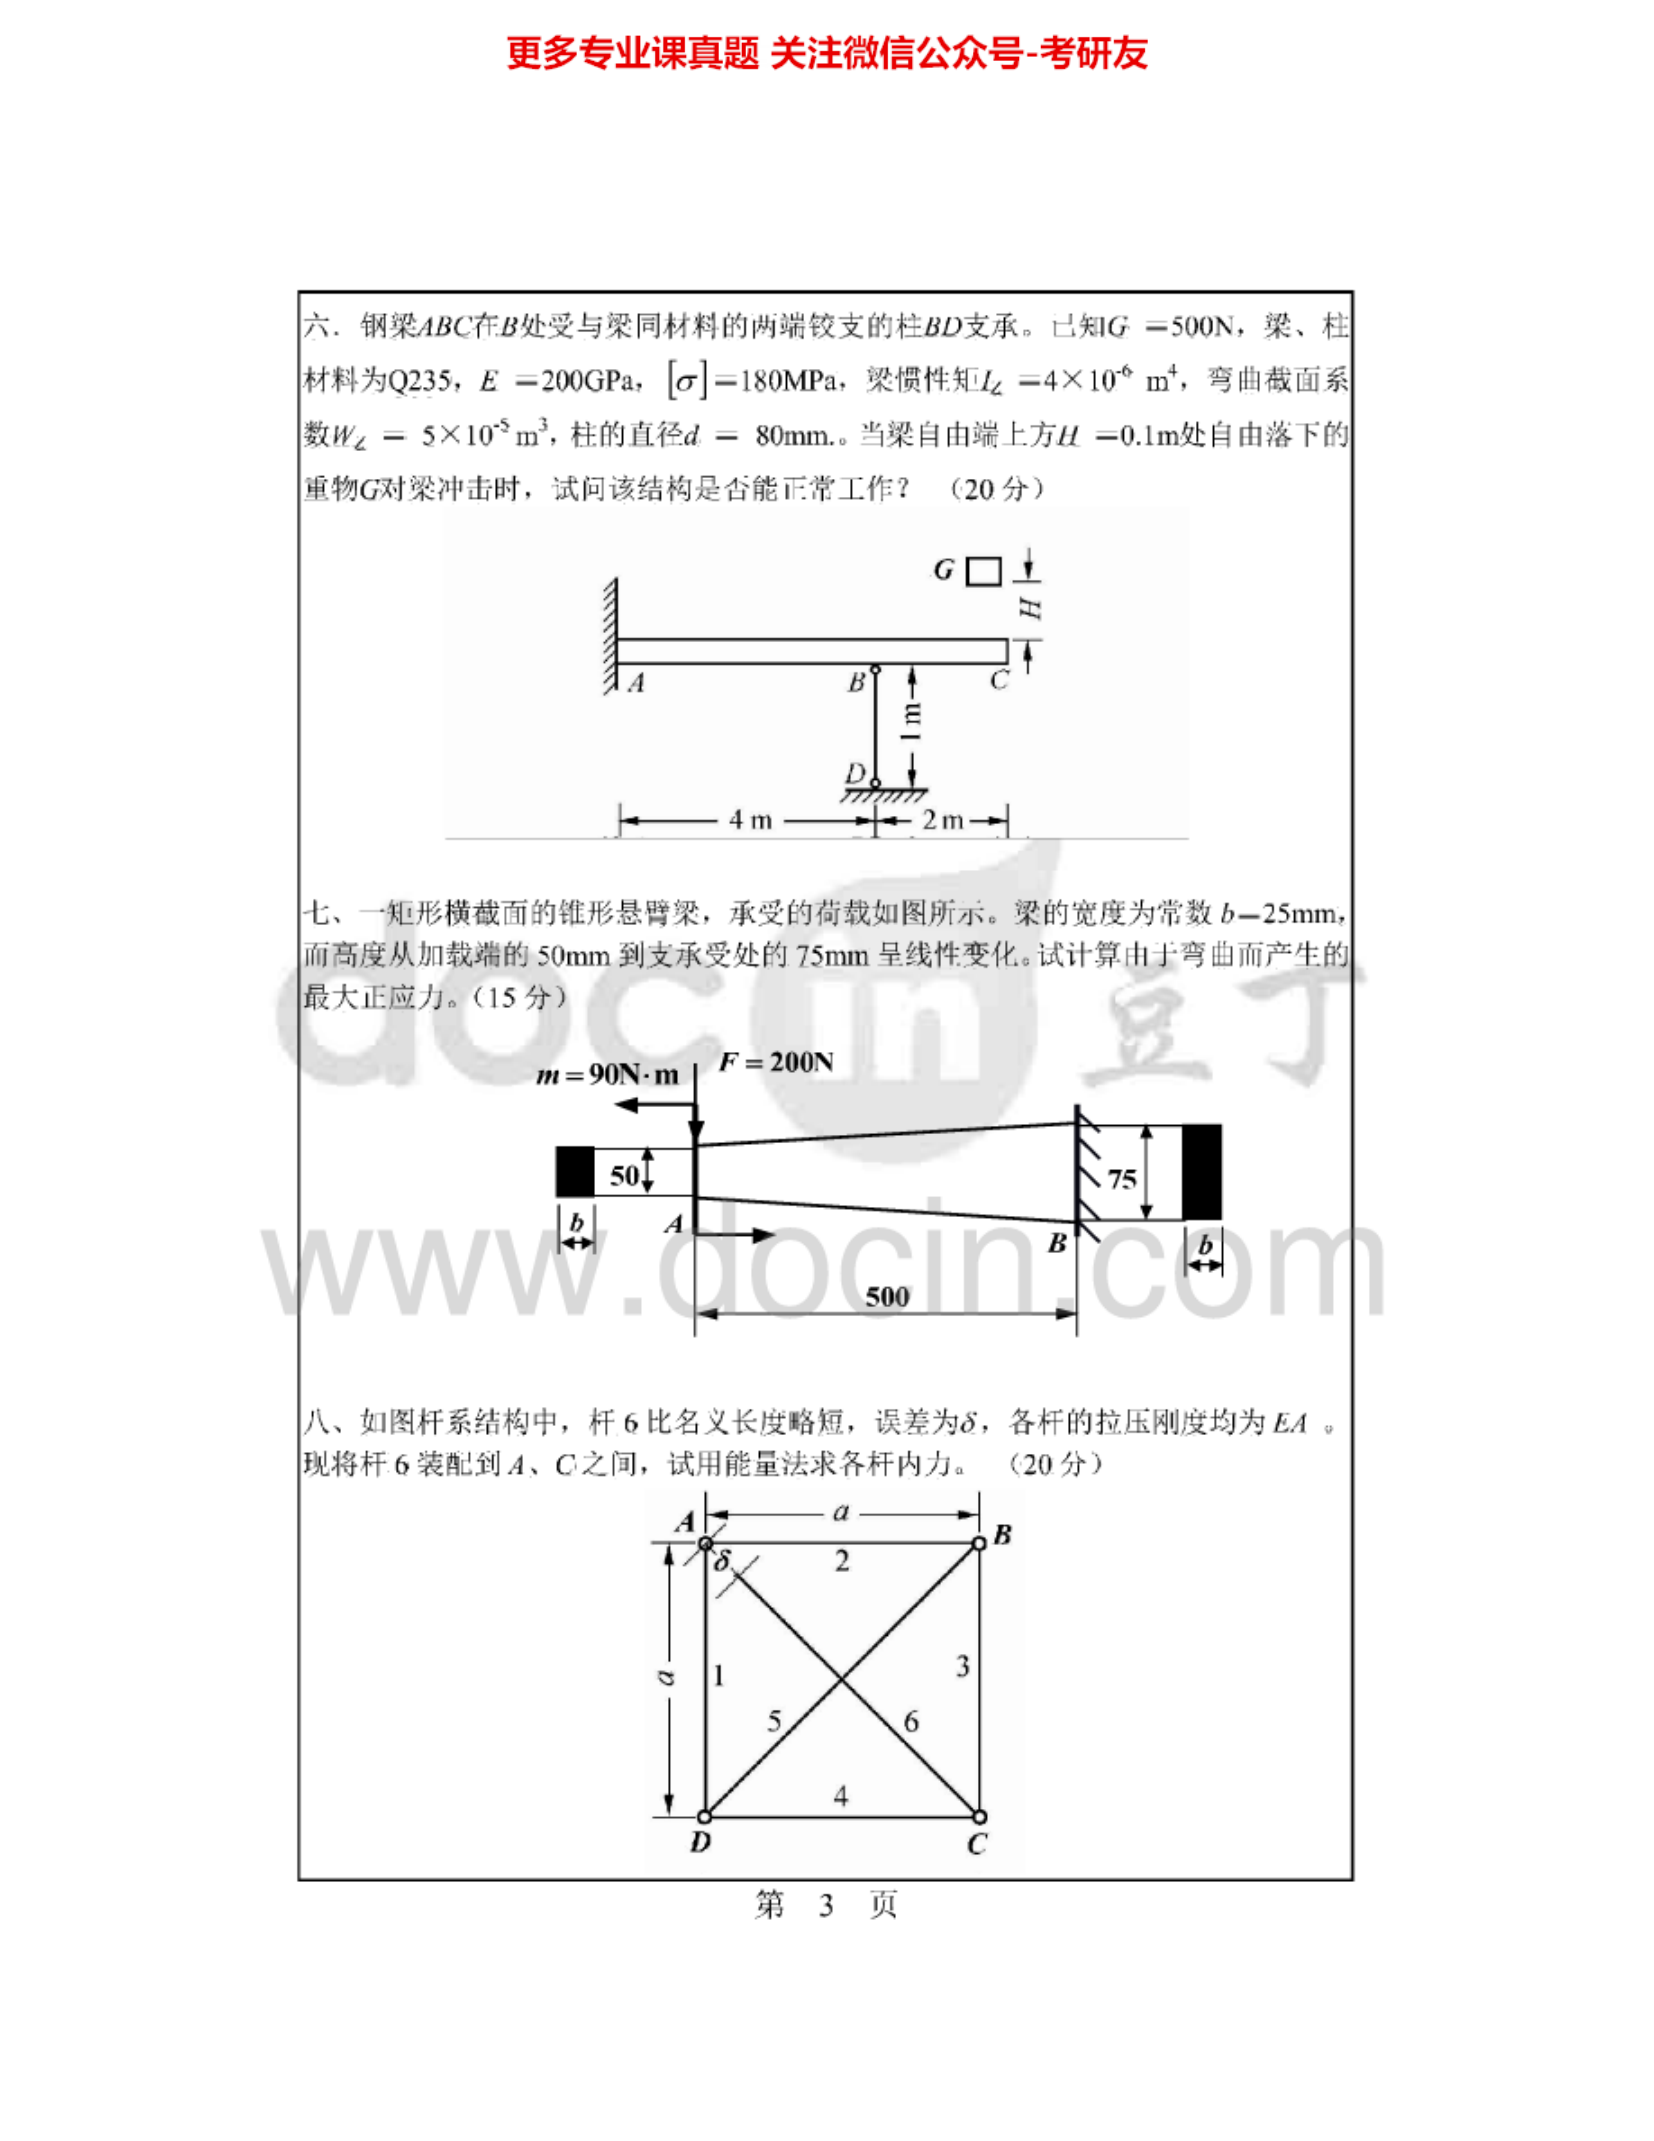 更多专业课真题 关注微信公众号-考研友
六．钢梁ABC在B处受与梁同材料的两端铰支的柱BD支承。已知G =500N，梁、柱
材料为Q235，E =200GPa，[σ]=180MPa，梁惯性矩I∠ =4×10⁻⁶ m⁴，弯曲截面系
数W∠ = 5×10⁻⁵ m³，柱的直径d = 80mm.。当梁自由端上方H =0.1m处自由落下的
重物G对梁冲击时，试问该结构是否能正常工作？ （20 分）
G
H
A
B
C
1 m
D
4 m
2 m
七、一矩形横截面的锥形悬臂梁，承受的荷载如图所示。梁的宽度为常数 b=25mm，
而高度从加载端的 50mm 到支承受处的 75mm 呈线性变化。试计算由于弯曲而产生的
最大正应力。（15 分）
docin 豆丁
m = 90N·m
F = 200N
50
75
b
A
B
b
500
www.docin.com
八、如图杆系结构中，杆 6 比名义长度略短，误差为δ，各杆的拉压刚度均为 EA 。
现将杆 6 装配到 A、C 之间，试用能量法求各杆内力。 （20 分）
a
A
B
δ
2
a
1
3
5
6
4
D
C
第 3 页